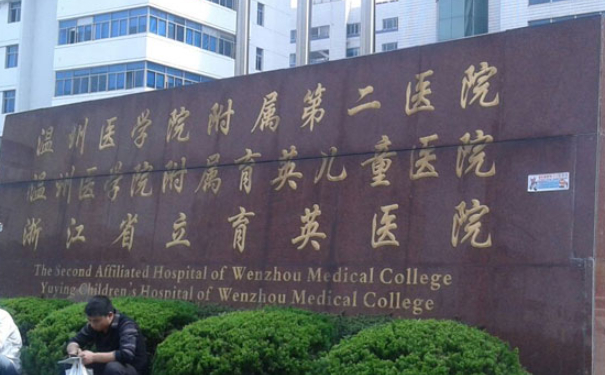 温州医学院附属第二医院
温州医学院附属育英儿童医院
浙江省立育英医院
The Second Affiliated Hospital of Wenzhou Medical College
Yuying Children's Hospital of Wenzhou Medical College